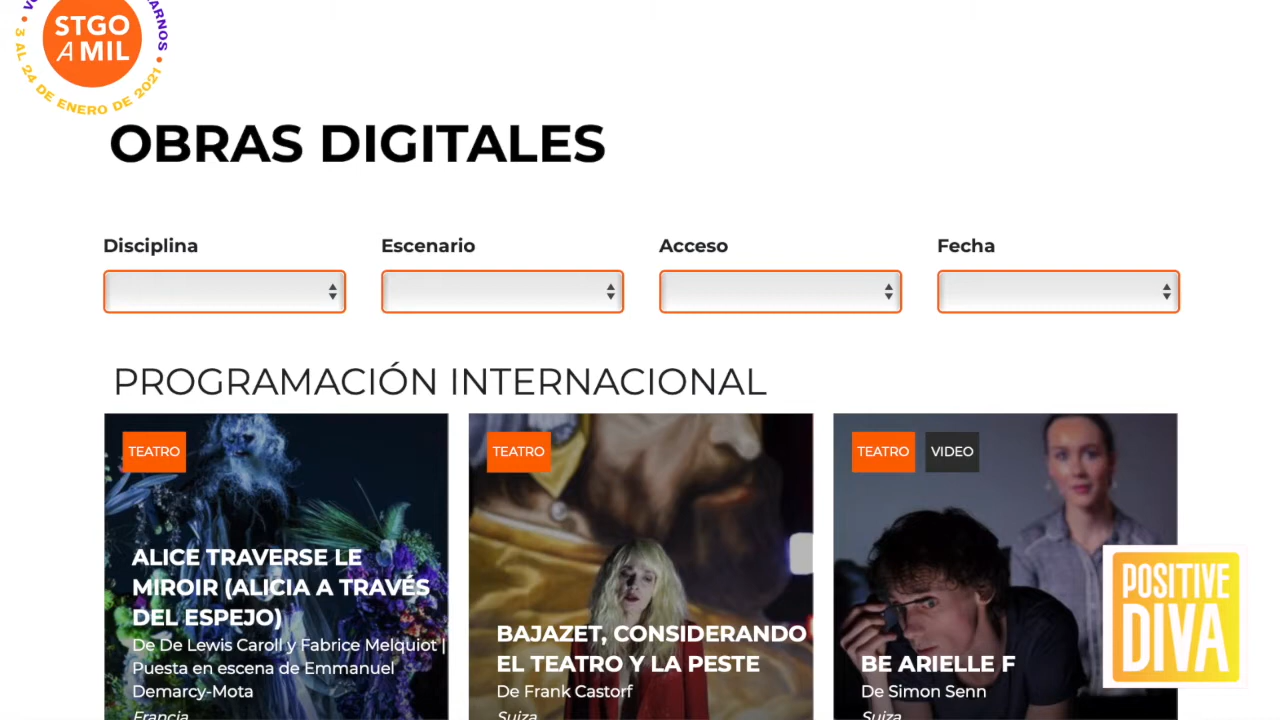 STGO
A MIL
3 AL 24 DE ENERO DE 2021
OBRAS DIGITALES
Disciplina
Escenario
Acceso
Fecha
PROGRAMACIÓN INTERNACIONAL
TEATRO
ALICE TRAVERSE LE
MIROIR (ALICIA A TRAVÉS
DEL ESPEJO)
De De Lewis Caroll y Fabrice Melquiot |
Puesta en escena de Emmanuel
Demarcy-Mota
Francia
TEATRO
BAJAZET, CONSIDERANDO
EL TEATRO Y LA PESTE
De Frank Castorf
Suiza
TEATRO
VIDEO
BE ARIELLE F
De Simon Senn
Suiza
POSITIVE
DIVA